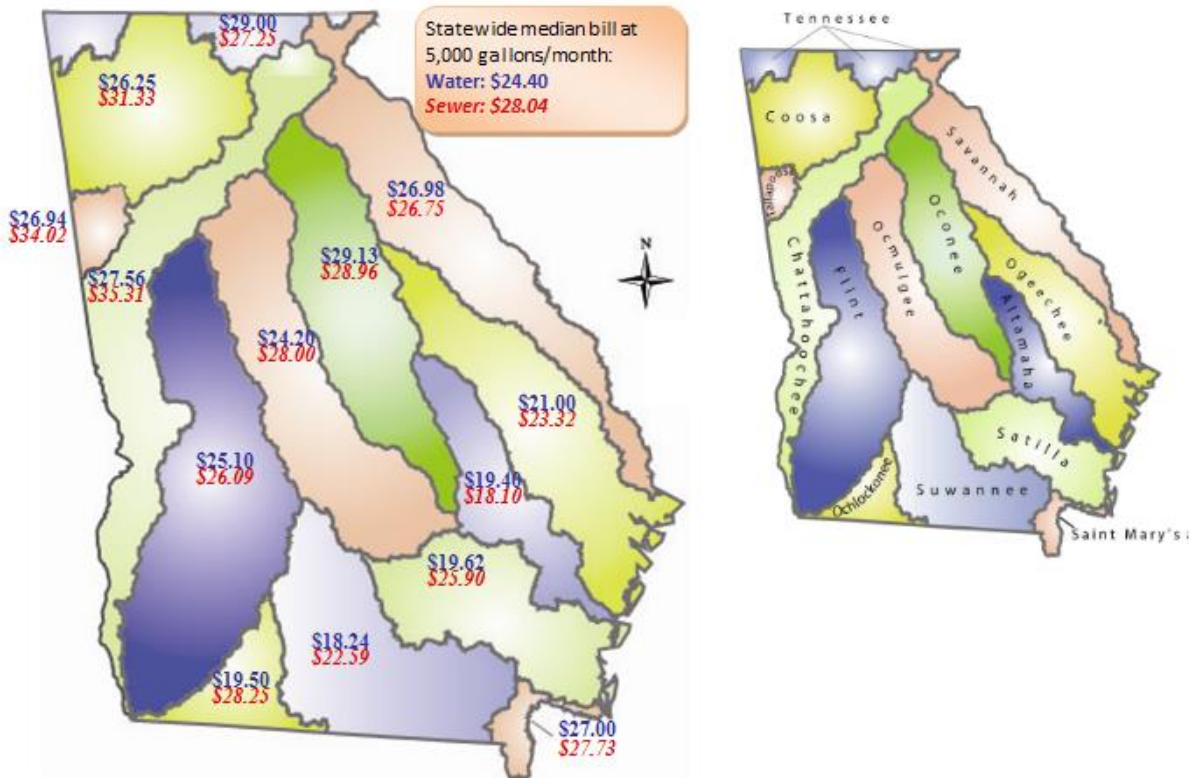 $29.00
$27.25
Statewide median bill at
5,000 gallons/month:
Water: $24.40
Sewer: $28.04
$26.25
$31.33
$26.98
$26.75
$26.94
$34.02
$29.13
$28.96
$27.56
$35.31
N
$24.20
$28.00
$21.00
$23.32
$25.10
$26.09
$19.40
$18.10
$19.62
$25.90
$18.24
$22.59
$19.50
$28.25
$27.00
$27.73
Tennessee
Coosa
Savannah
Tallapoosa
Chattahoochee
Flint
Ocmulgee
Oconee
Ogeechee
Altamaha
Satilla
Suwannee
Ochlockonee
Saint Mary's